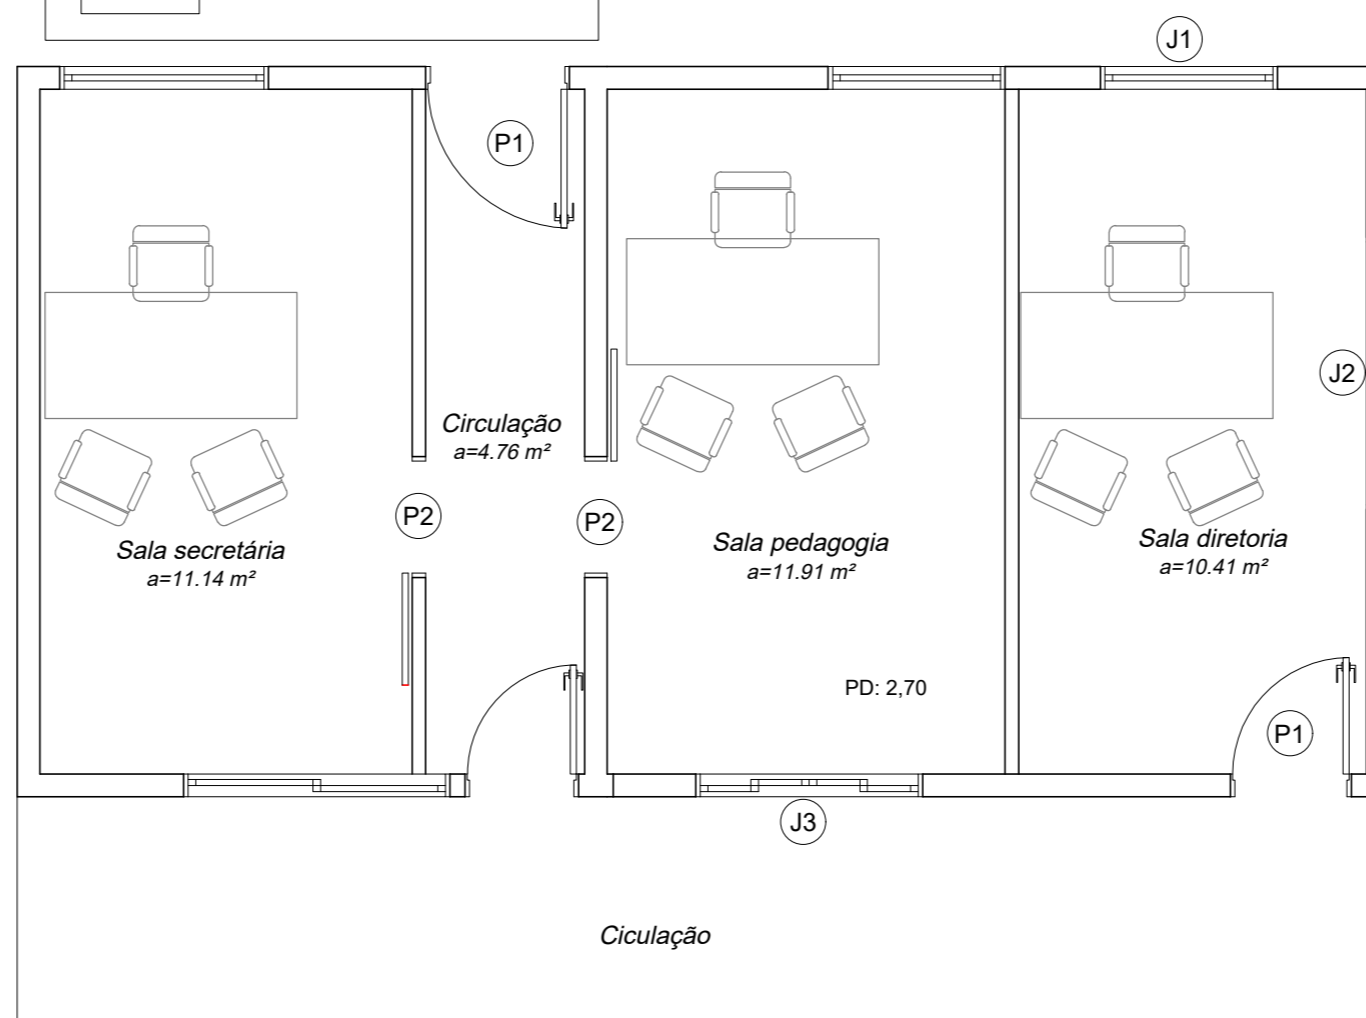 J1
P1
J2
Circulação
a=4.76 m²
P2
P2
Sala secretária
a=11.14 m²
Sala pedagogia
a=11.91 m²
Sala diretoria
a=10.41 m²
PD: 2,70
P1
J3
Ciculação